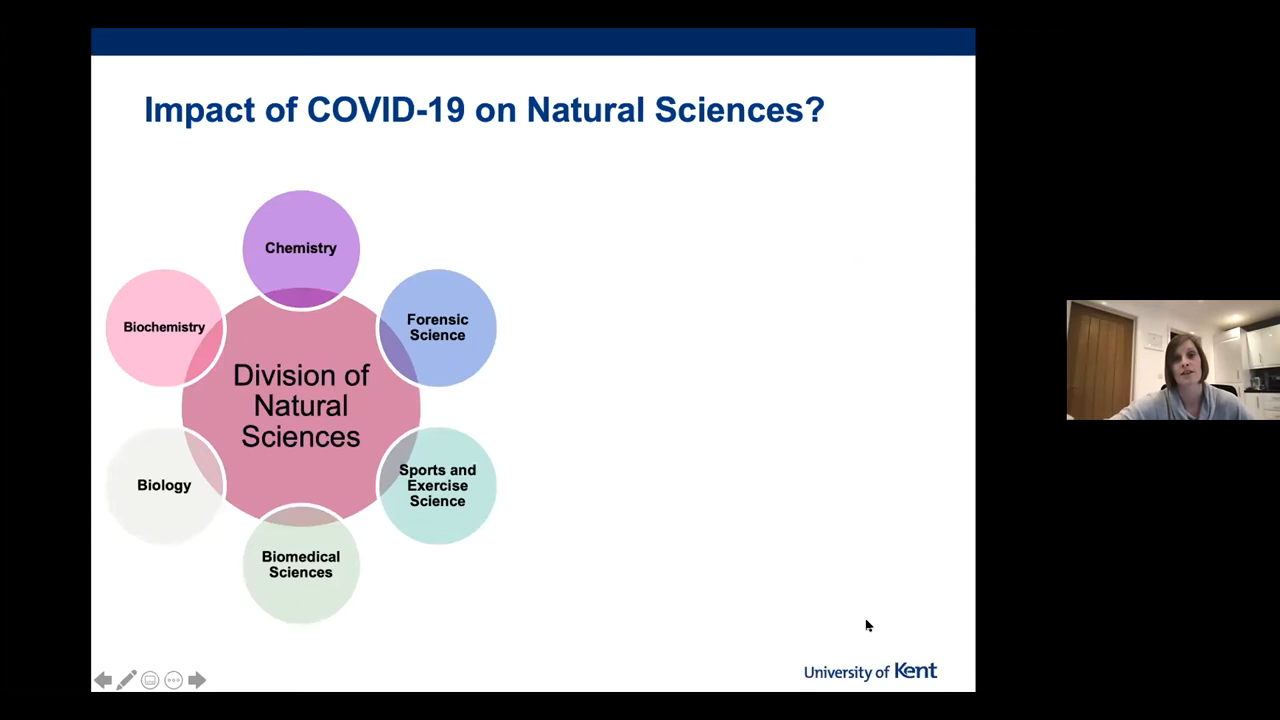 Impact of COVID-19 on Natural Sciences?
Chemistry
Biochemistry
Forensic
Science
Division of
Natural
Sciences
Biology
Sports and
Exercise
Science
Biomedical
Sciences
University of Kent